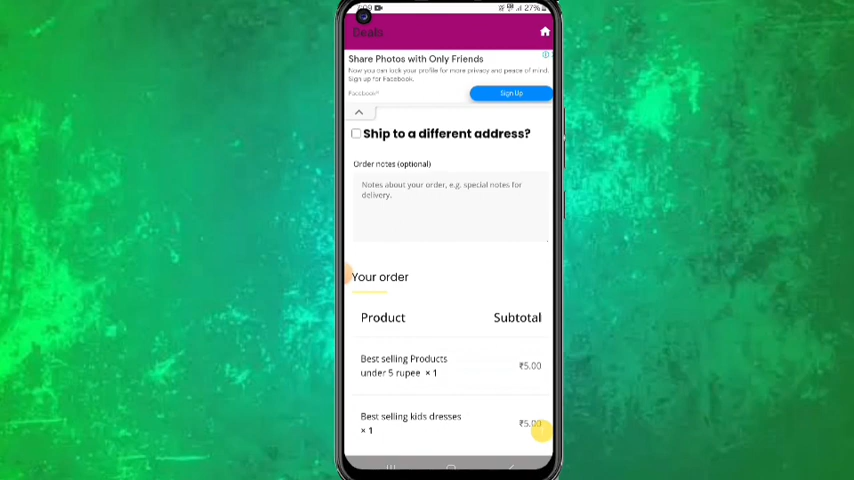 27%
Deals
Share Photos with Only Friends
Now you can lock your profile for more privacy and peace of mind.
Sign up for Facebook.
Facebook®
Sign Up
Ship to a different address?
Order notes (optional)
Notes about your order, e.g. special notes for
delivery.
Your order
Product Subtotal
Best selling Products
under 5 rupee × 1 ₹5.00
Best selling kids dresses
× 1 ₹5.00